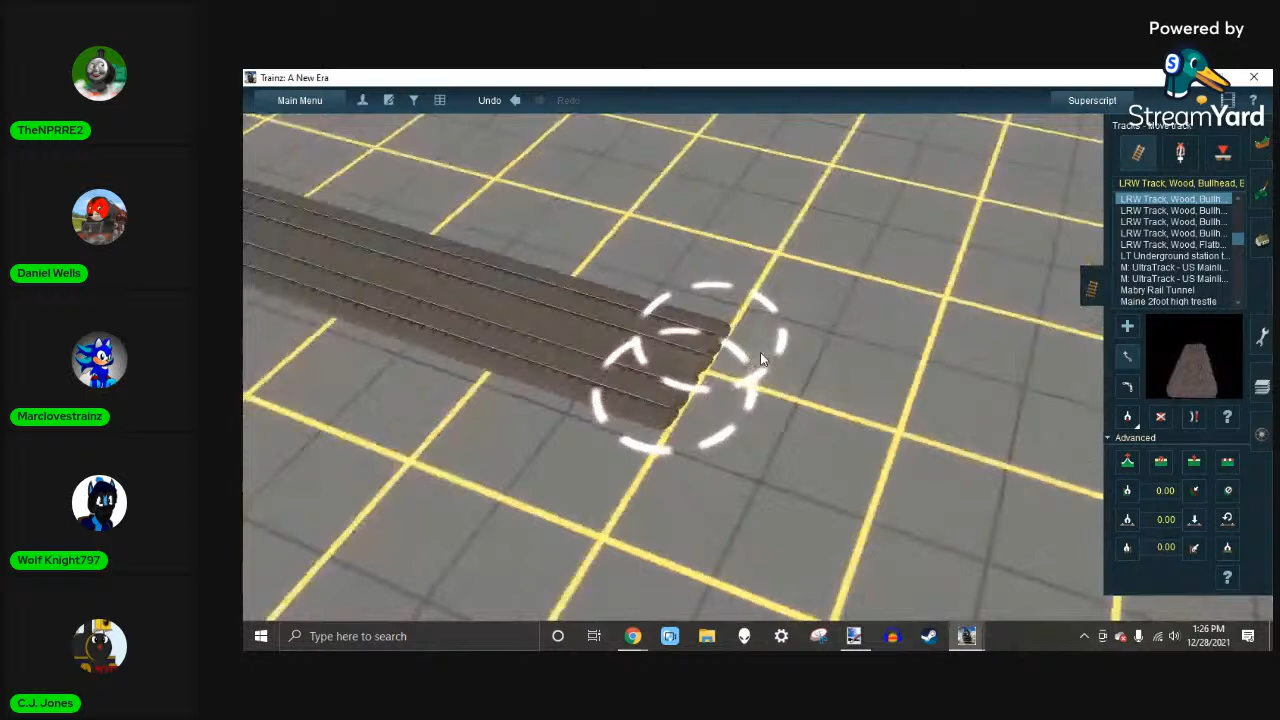 Powered by
StreamYard
TheNPRRE2
Daniel Wells
Marclovestrainz
Wolf Knight797
C.J. Jones
Trainz: A New Era
Main Menu
Undo
Redo
Superscript
?
Tracks - Move track
LRW Track, Wood, Bullhead, E
LRW Track, Wood, Bullh...
LRW Track, Wood, Bullh...
LRW Track, Wood, Bullh...
LRW Track, Wood, Bullh...
LRW Track, Wood, Flatb...
LT Underground station t...
M: UltraTrack - US Mainli...
M: UltraTrack - US Mainli...
Mabry Rail Tunnel
Maine 2foot high trestle
?
Advanced
0.00
0.00
0.00
?
Type here to search
1:26 PM
12/28/2021